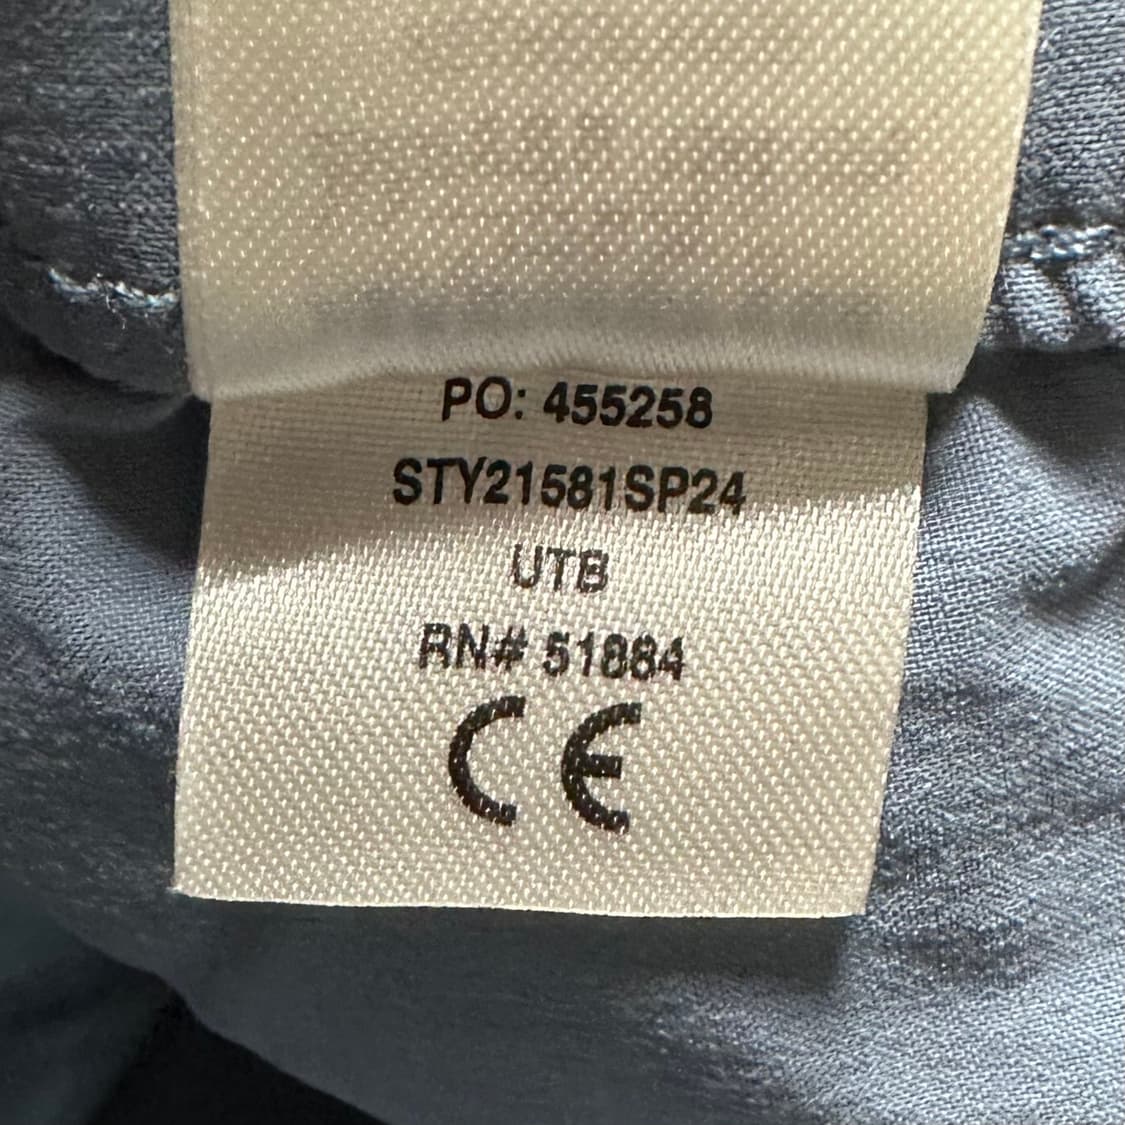 PO: 455258
STY21581SP24
UTB
RN# 51884
CE